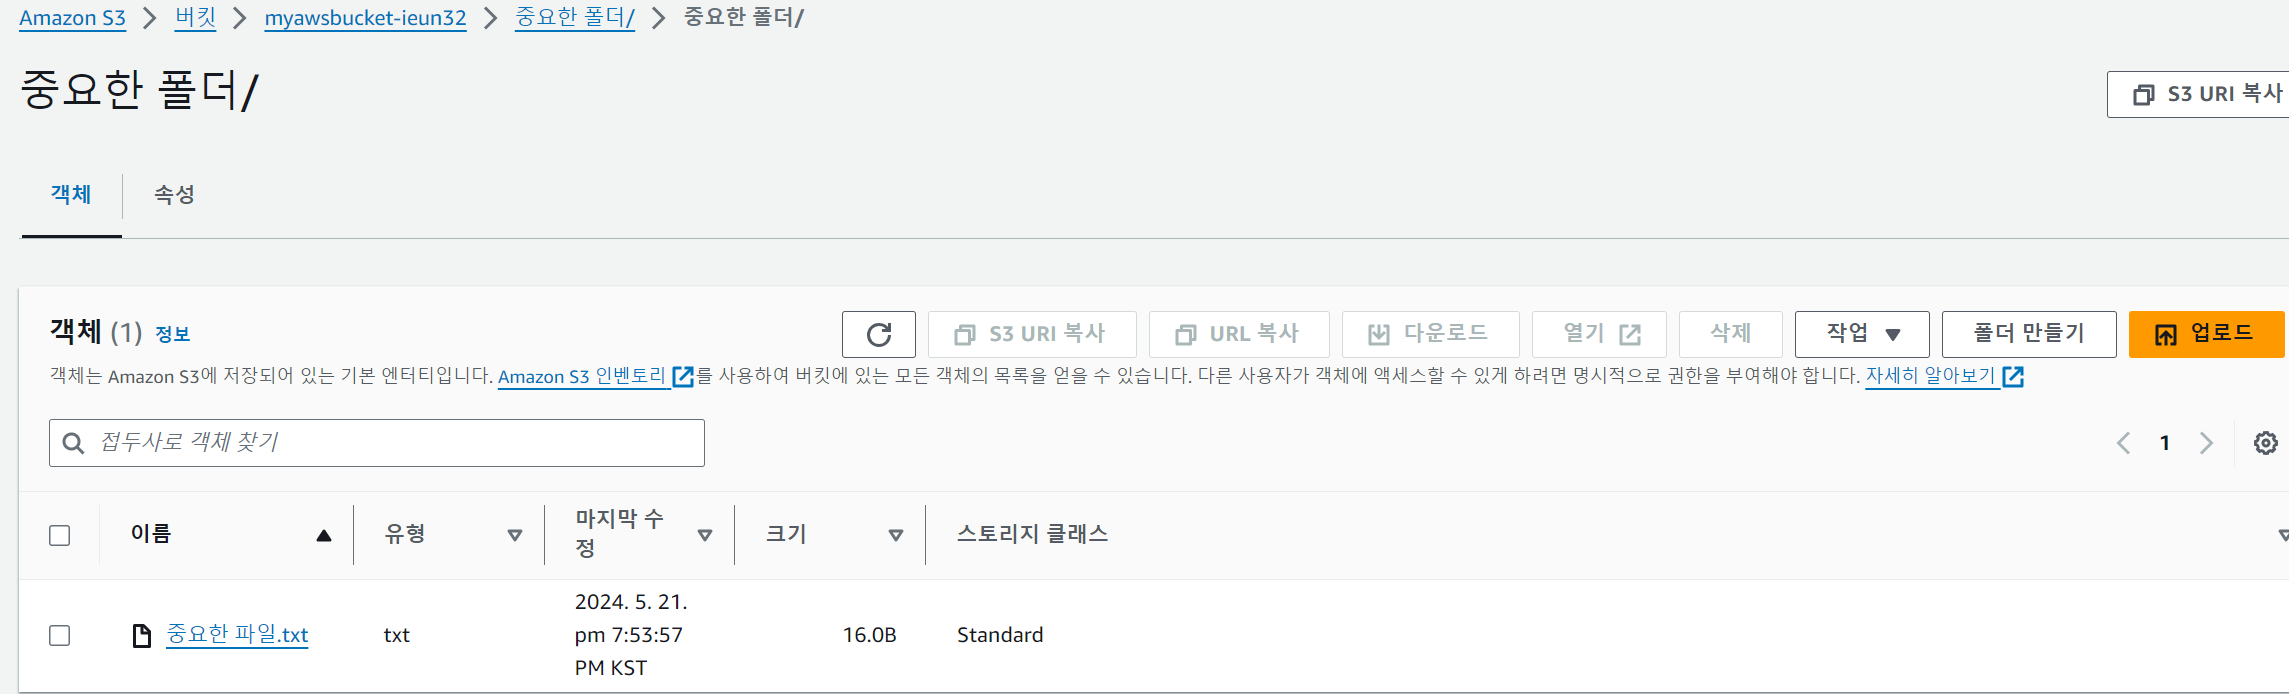 Amazon S3 > 버킷 > myawsbucket-ieun32 > 중요한 폴더/ > 중요한 폴더/
중요한 폴더/
S3 URI 복사
객체 속성
객체 (1) 정보
S3 URI 복사 URL 복사 다운로드 열기 삭제 작업 폴더 만들기 업로드
객체는 Amazon S3에 저장되어 있는 기본 엔터티입니다. Amazon S3 인벤토리를 사용하여 버킷에 있는 모든 객체의 목록을 얻을 수 있습니다. 다른 사용자가 객체에 액세스할 수 있게 하려면 명시적으로 권한을 부여해야 합니다. 자세히 알아보기
접두사로 객체 찾기
1
이름 유형 마지막 수
정 크기 스토리지 클래스
중요한 파일.txt txt 2024. 5. 21.
pm 7:53:57
PM KST 16.0B Standard